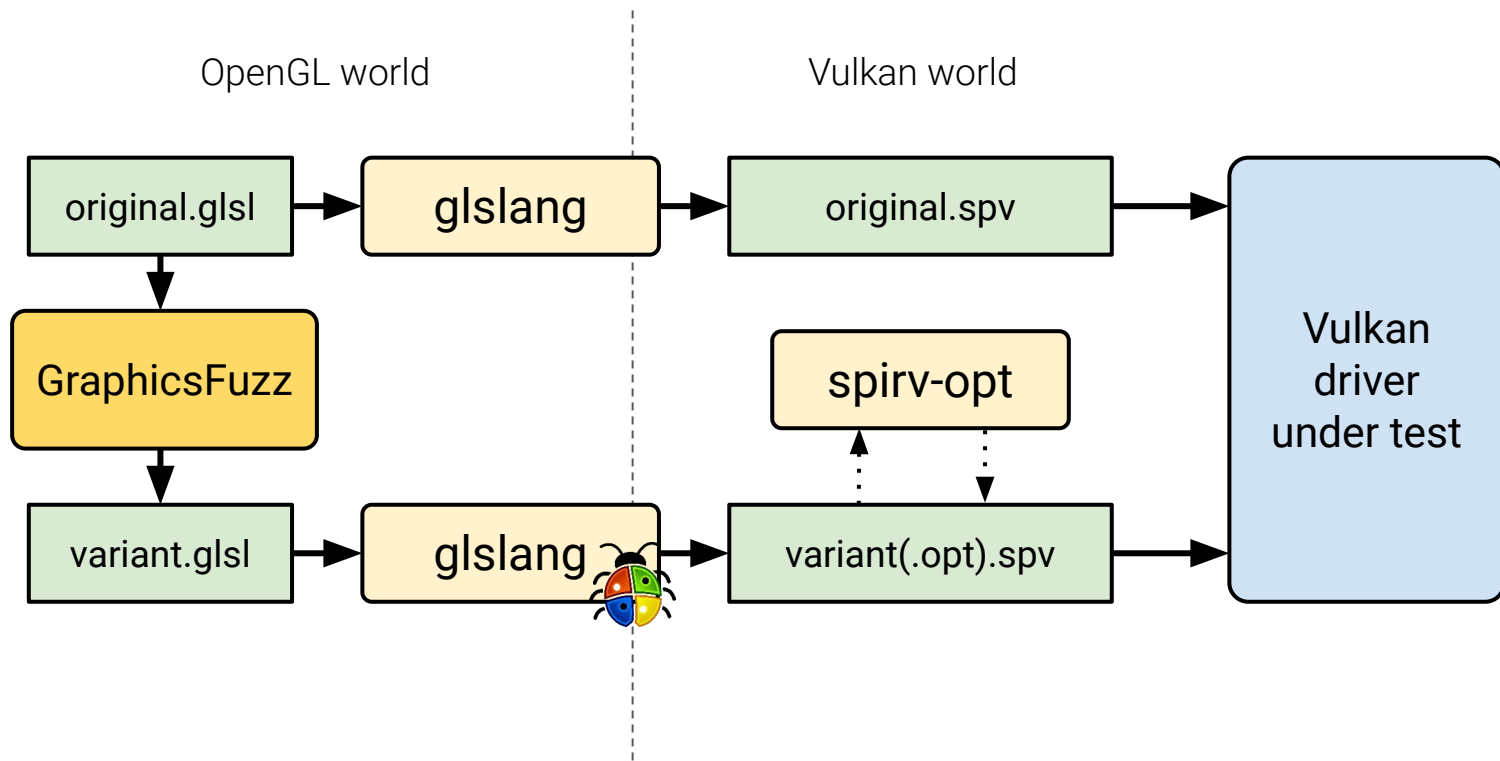 OpenGL world
Vulkan world
original.glsl
glslang
original.spv
GraphicsFuzz
spirv-opt
Vulkan
driver
under test
variant.glsl
glslang
variant(.opt).spv